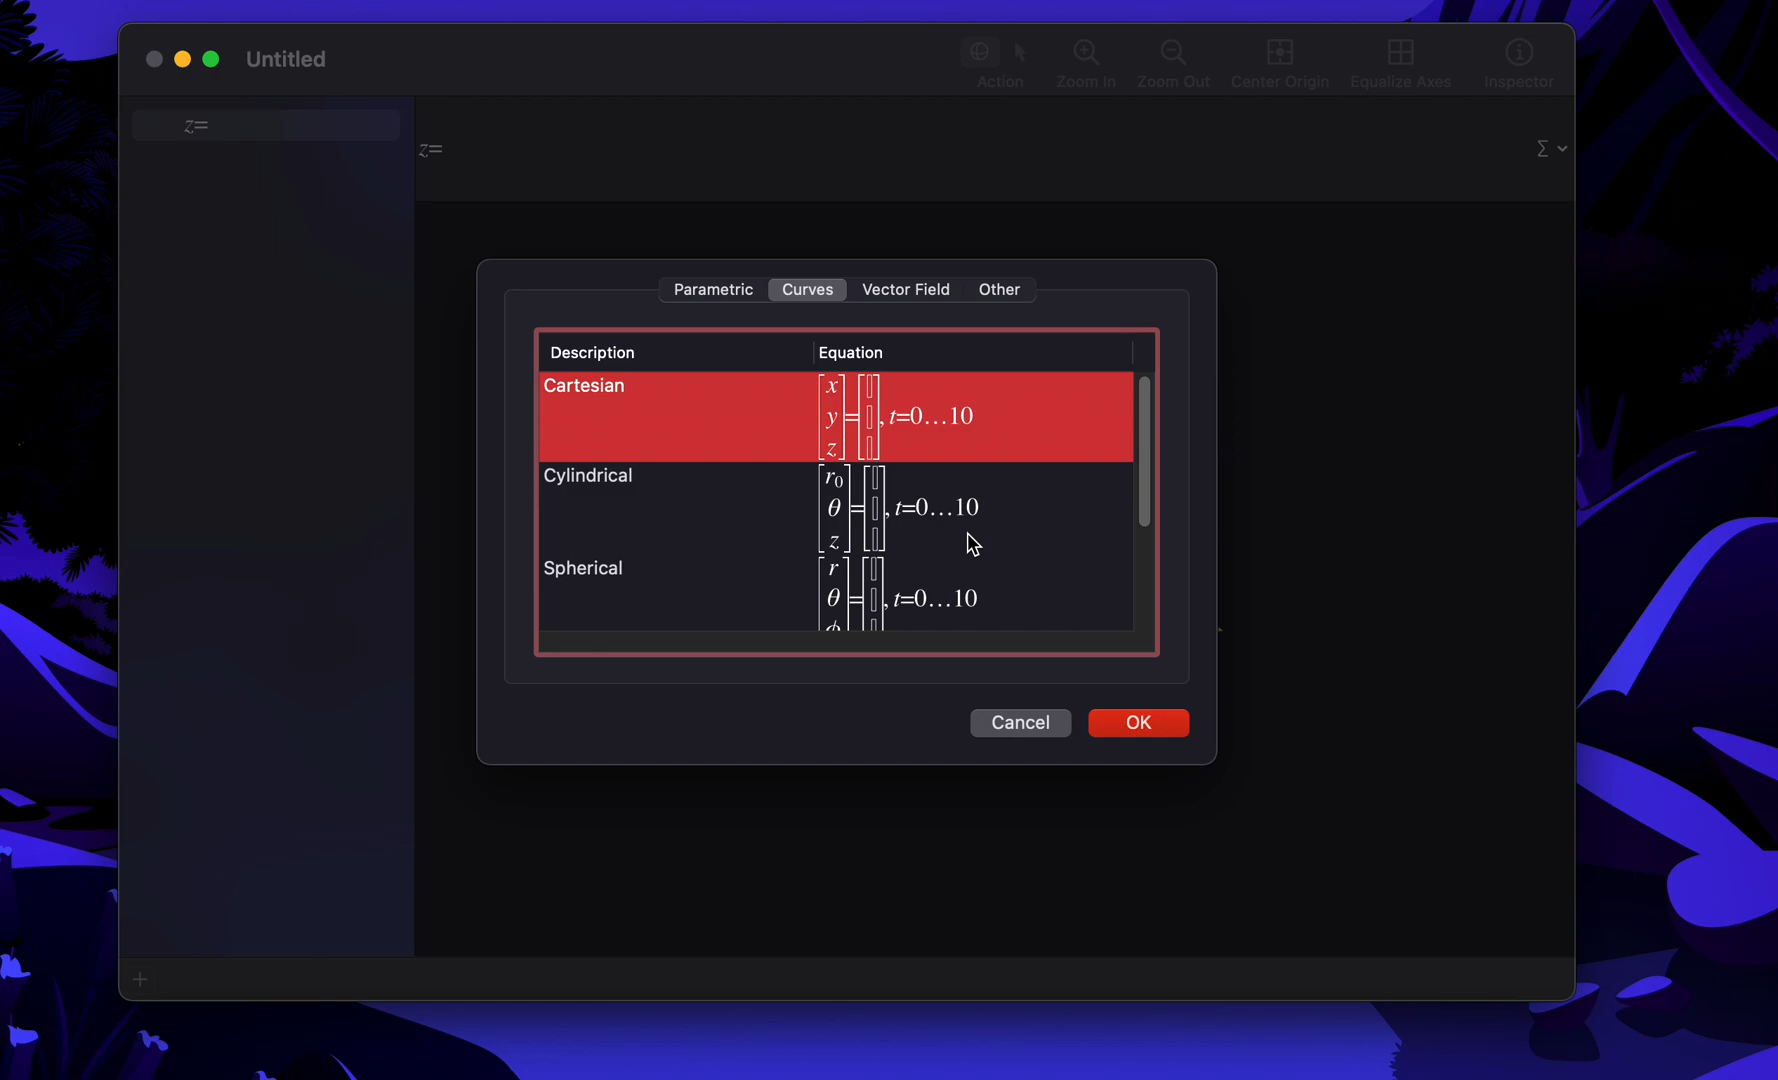 Untitled
Action
Zoom In
Zoom Out
Center Origin
Equalize Axes
Inspector
z=
z=
Σ
Parametric
Curves
Vector Field
Other
Description
Equation
Cartesian
x
y = , t=0…10
z
Cylindrical
r₀
θ = , t=0…10
z
Spherical
r
θ = , t=0…10
ϕ
Cancel
OK